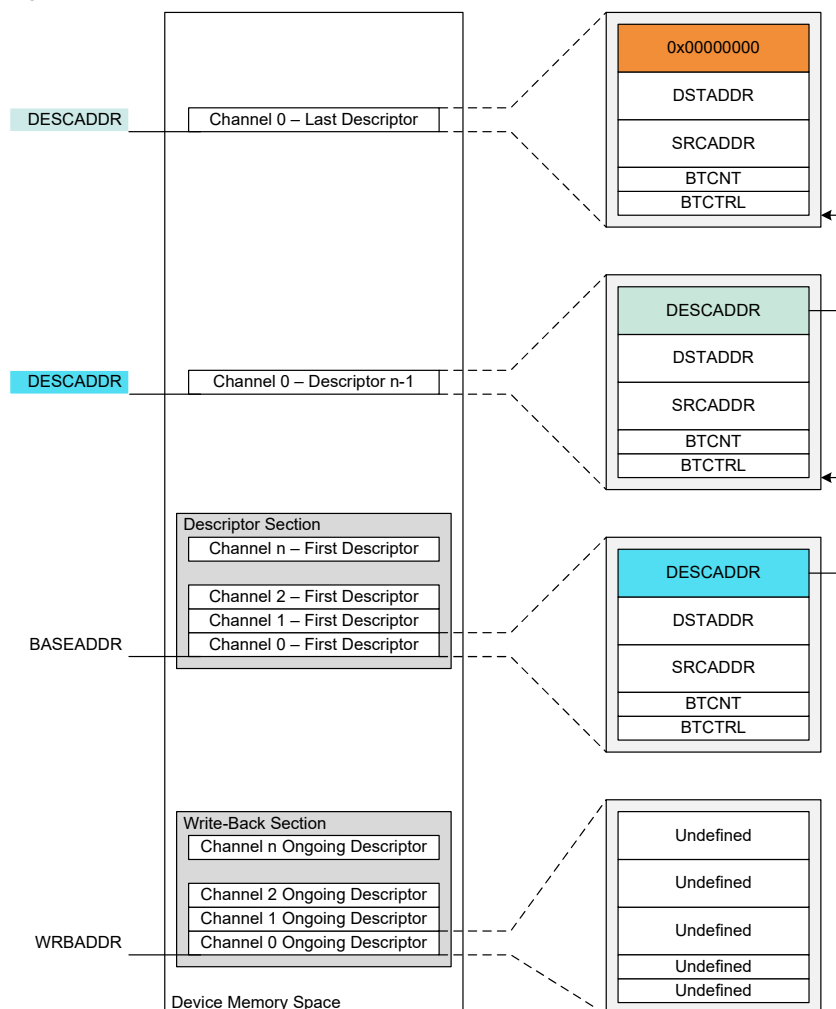 0x00000000
DSTADDR
DESCADDR
Channel 0 – Last Descriptor
SRCADDR
BTCNT
BTCTRL
DESCADDR
DSTADDR
DESCADDR
Channel 0 – Descriptor n-1
SRCADDR
BTCNT
BTCTRL
Descriptor Section
Channel n – First Descriptor
DESCADDR
Channel 2 – First Descriptor
Channel 1 – First Descriptor
DSTADDR
BASEADDR
Channel 0 – First Descriptor
SRCADDR
BTCNT
BTCTRL
Write-Back Section
Channel n Ongoing Descriptor
Undefined
Channel 2 Ongoing Descriptor
Undefined
Channel 1 Ongoing Descriptor
WRBADDR
Channel 0 Ongoing Descriptor
Undefined
Undefined
Undefined
Device Memory Space